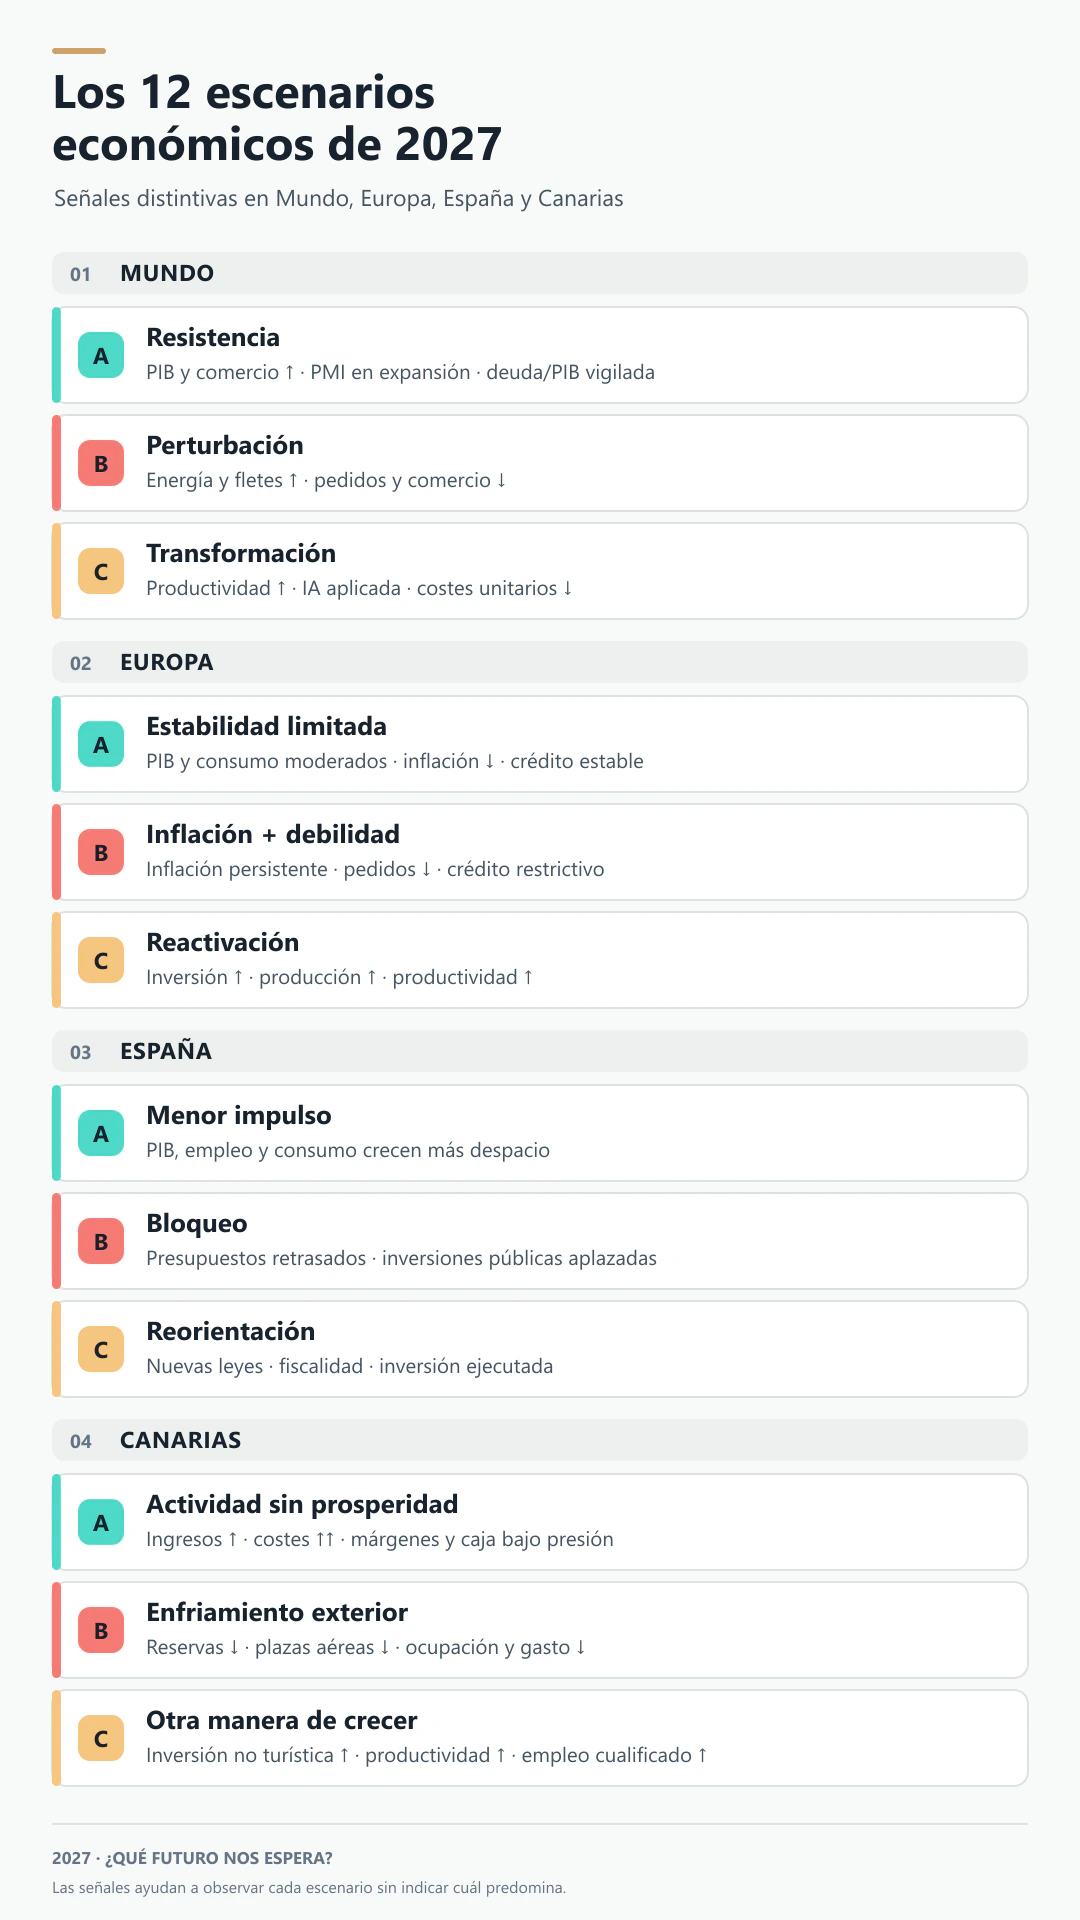 Los 12 escenarios
económicos de 2027
Señales distintivas en Mundo, Europa, España y Canarias
01 MUNDO
A
Resistencia
PIB y comercio ↑ · PMI en expansión · deuda/PIB vigilada
B
Perturbación
Energía y fletes ↑ · pedidos y comercio ↓
C
Transformación
Productividad ↑ · IA aplicada · costes unitarios ↓
02 EUROPA
A
Estabilidad limitada
PIB y consumo moderados · inflación ↓ · crédito estable
B
Inflación + debilidad
Inflación persistente · pedidos ↓ · crédito restrictivo
C
Reactivación
Inversión ↑ · producción ↑ · productividad ↑
03 ESPAÑA
A
Menor impulso
PIB, empleo y consumo crecen más despacio
B
Bloqueo
Presupuestos retrasados · inversiones públicas aplazadas
C
Reorientación
Nuevas leyes · fiscalidad · inversión ejecutada
04 CANARIAS
A
Actividad sin prosperidad
Ingresos ↑ · costes ↑↑ · márgenes y caja bajo presión
B
Enfriamiento exterior
Reservas ↓ · plazas aéreas ↓ · ocupación y gasto ↓
C
Otra manera de crecer
Inversión no turística ↑ · productividad ↑ · empleo cualificado ↑
2027 · ¿QUÉ FUTURO NOS ESPERA?
Las señales ayudan a observar cada escenario sin indicar cuál predomina.